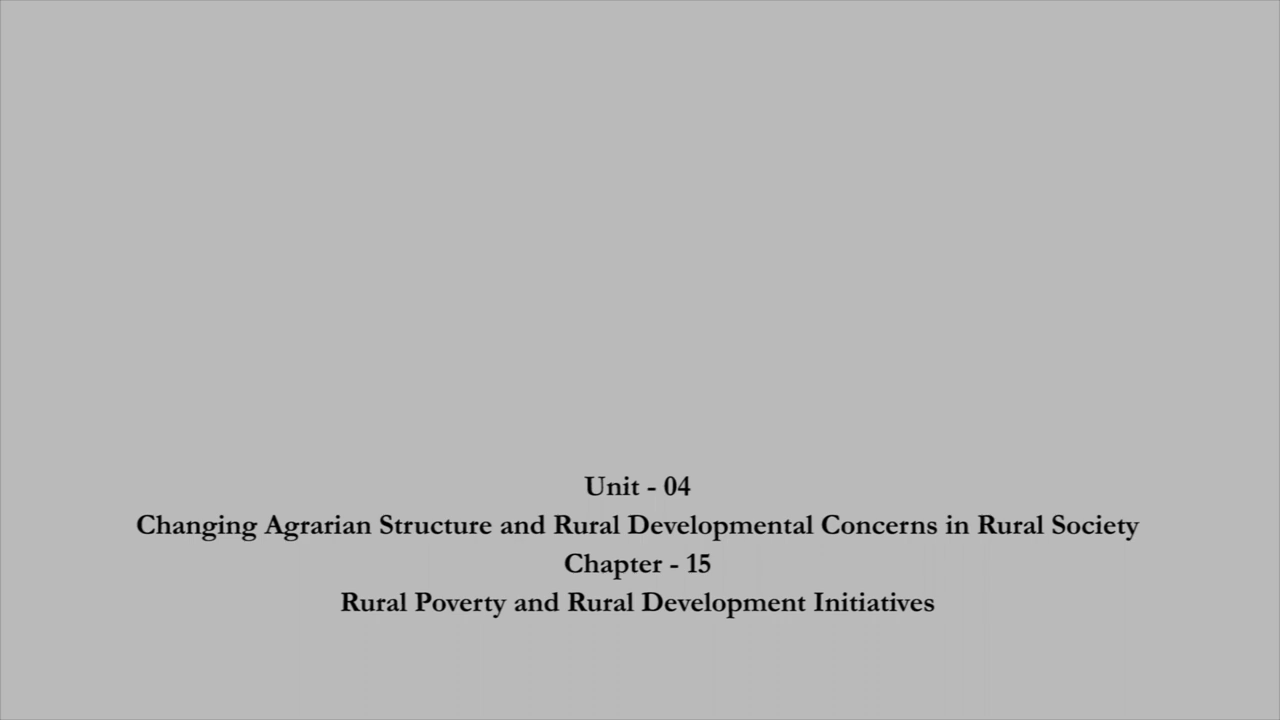 Unit - 04
Changing Agrarian Structure and Rural Developmental Concerns in Rural Society
Chapter - 15
Rural Poverty and Rural Development Initiatives